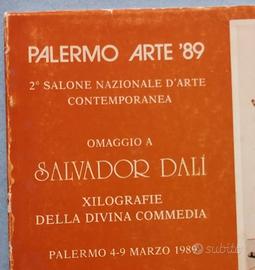 PALERMO ARTE '89
2° SALONE NAZIONALE D'ARTE
CONTEMPORANEA
OMAGGIO A
SALVADOR DALÍ
XILOGRAFIE
DELLA DIVINA COMMEDIA
PALERMO 4-9 MARZO 1989
subito